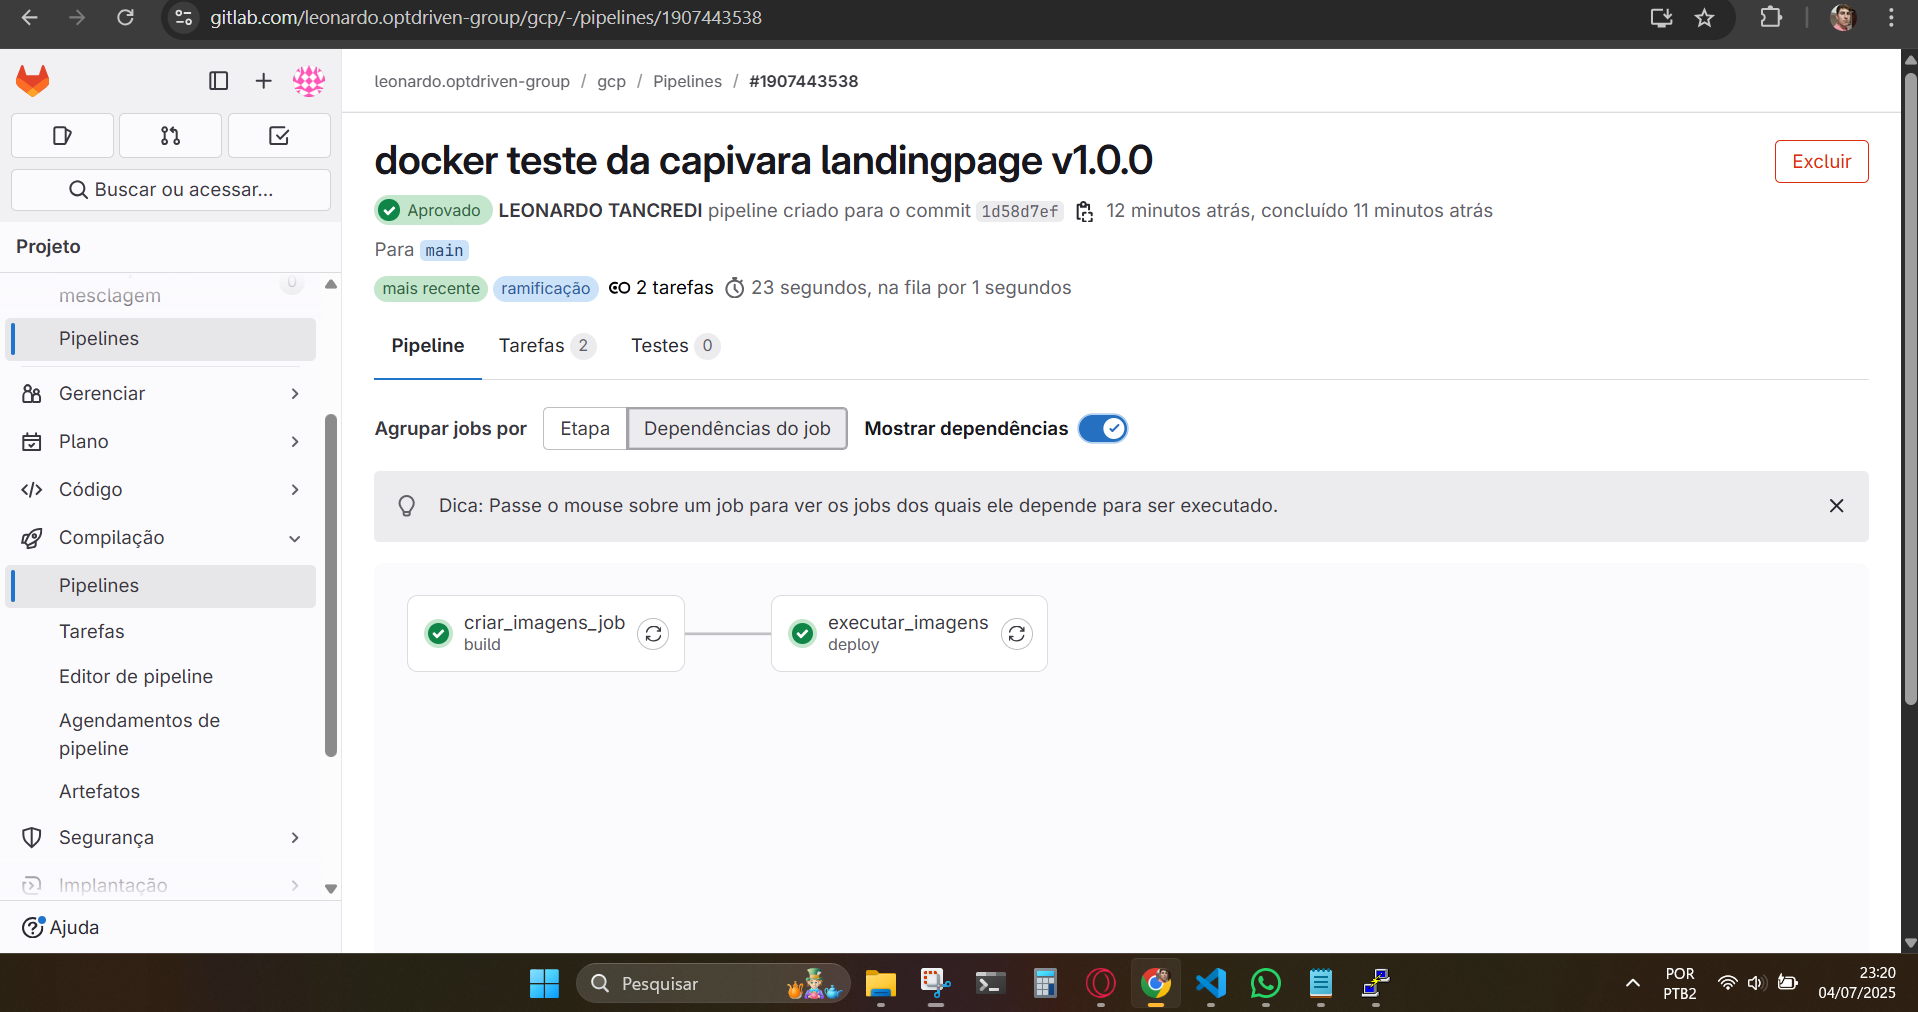 gitlab.com/leonardo.optdriven-group/gcp/-/pipelines/1907443538
leonardo.optdriven-group / gcp / Pipelines / #1907443538
Buscar ou acessar...
Projeto
mesclagem 0
Pipelines
Gerenciar
Plano
Código
Compilação
Pipelines
Tarefas
Editor de pipeline
Agendamentos de
pipeline
Artefatos
Segurança
Implantação
Ajuda
docker teste da capivara landingpage v1.0.0
Excluir
Aprovado LEONARDO TANCREDI pipeline criado para o commit 1d58d7ef 12 minutos atrás, concluído 11 minutos atrás
Para main
mais recente ramificação 2 tarefas 23 segundos, na fila por 1 segundos
Pipeline Tarefas 2 Testes 0
Agrupar jobs por Etapa Dependências do job Mostrar dependências
Dica: Passe o mouse sobre um job para ver os jobs dos quais ele depende para ser executado.
criar_imagens_job
build
executar_imagens
deploy
Pesquisar
POR
PTB2
23:20
04/07/2025